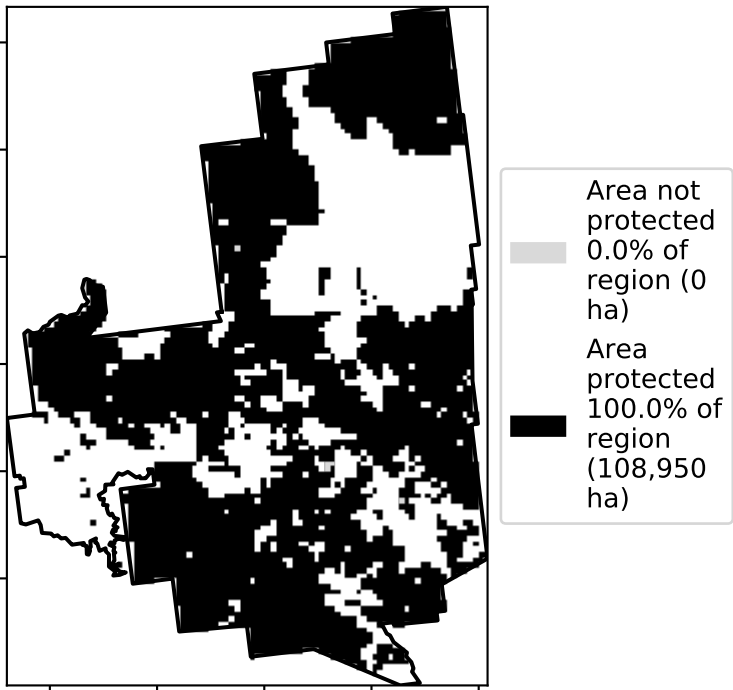 Area not
protected
0.0% of
region (0
ha)
Area
protected
100.0% of
region
(108,950
ha)